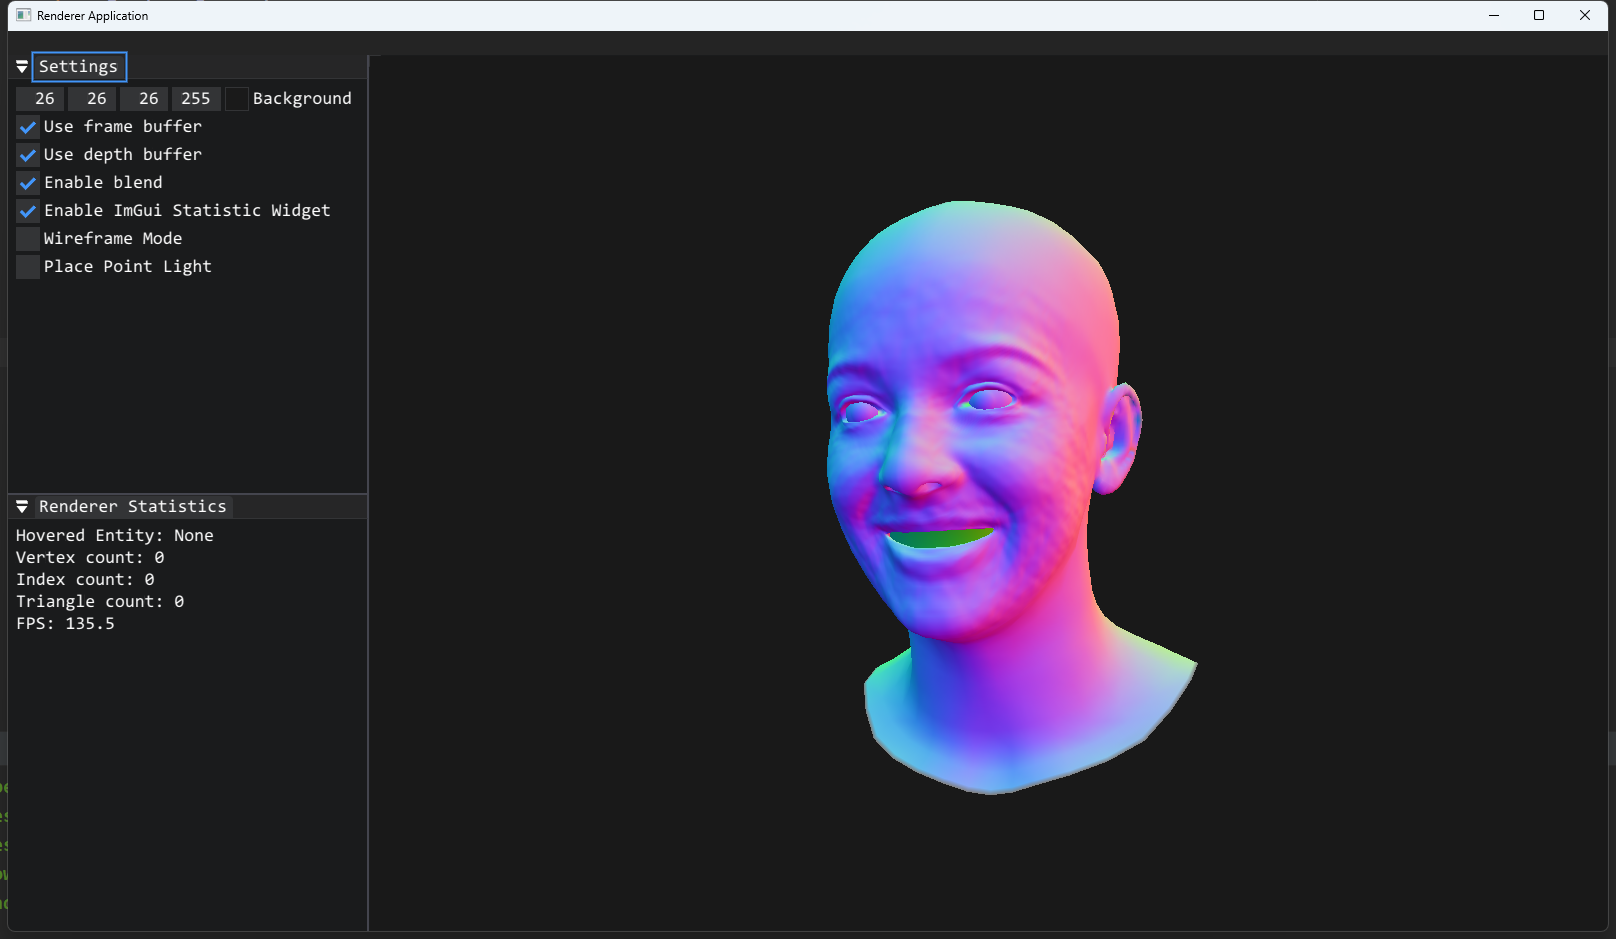 Renderer Application
Settings
26 26 26 255 Background
Use frame buffer
Use depth buffer
Enable blend
Enable ImGui Statistic Widget
Wireframe Mode
Place Point Light
Renderer Statistics
Hovered Entity: None
Vertex count: 0
Index count: 0
Triangle count: 0
FPS: 135.5